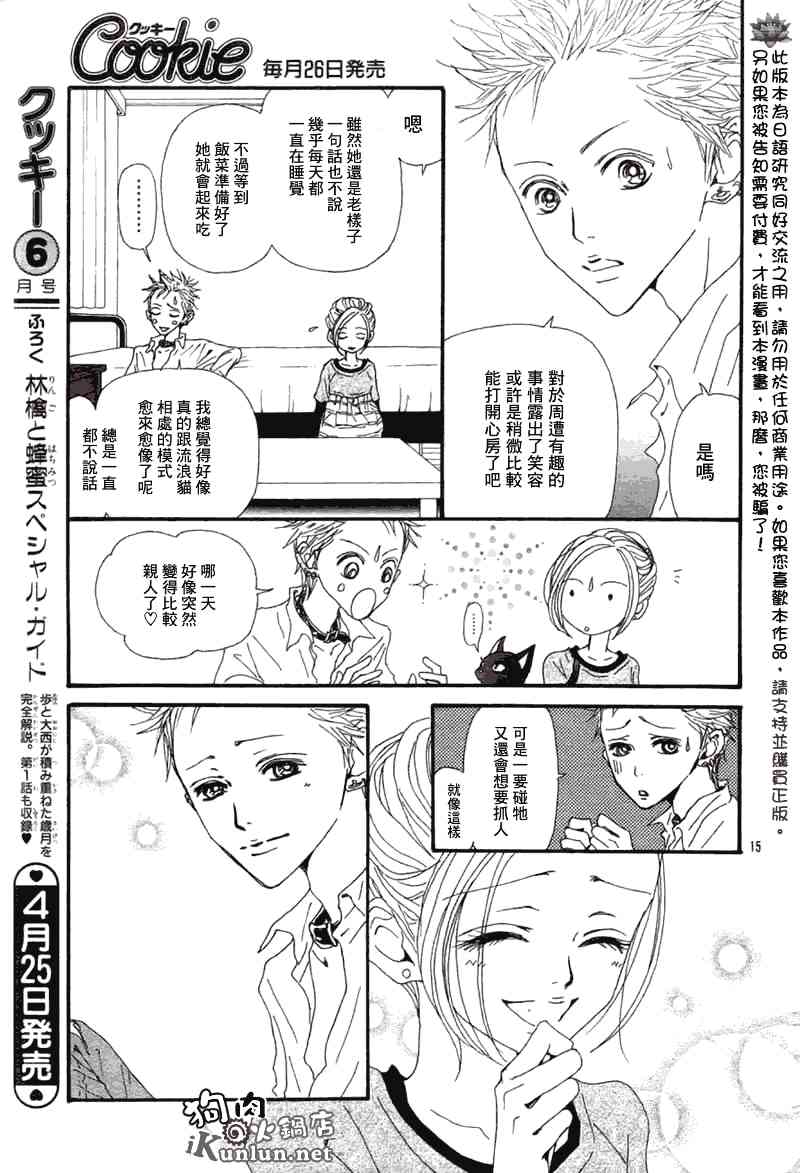 クッキー
Cookie
毎月26日発売
クッキー
6
月号
ふろく
林檎と蜂蜜スペシャル・ガイド
りんご
はちみつ
歩と大西が積み重ねた歳月を
完全解説。第1話も収録♥
4月25日発売
此版本為日語研究同好交流之用，請勿用於任何商業用途。如果您喜歡本作品，請支持並購買正版。
另如果您被告知需要付費，才能看到本漫畫，那麼，您被騙了！
嗯
雖然她還是老樣子
一句話也不說
幾乎每天都
一直在睡覺
不過等到
飯菜準備好了
她就會起來吃
………
是嗎
對於周遭有趣的
事情露出了笑容
或許是稍微比較
能打開心房了吧
我總覺得好像
真的跟流浪貓
相處的模式
愈來愈像了呢
總是一直
都不說話
哪一天
好像突然
變得比較
親人了♡
……
可是一要碰牠
又還會想要抓人
就像這樣
15
狗肉
火鍋店
iKunlun.net